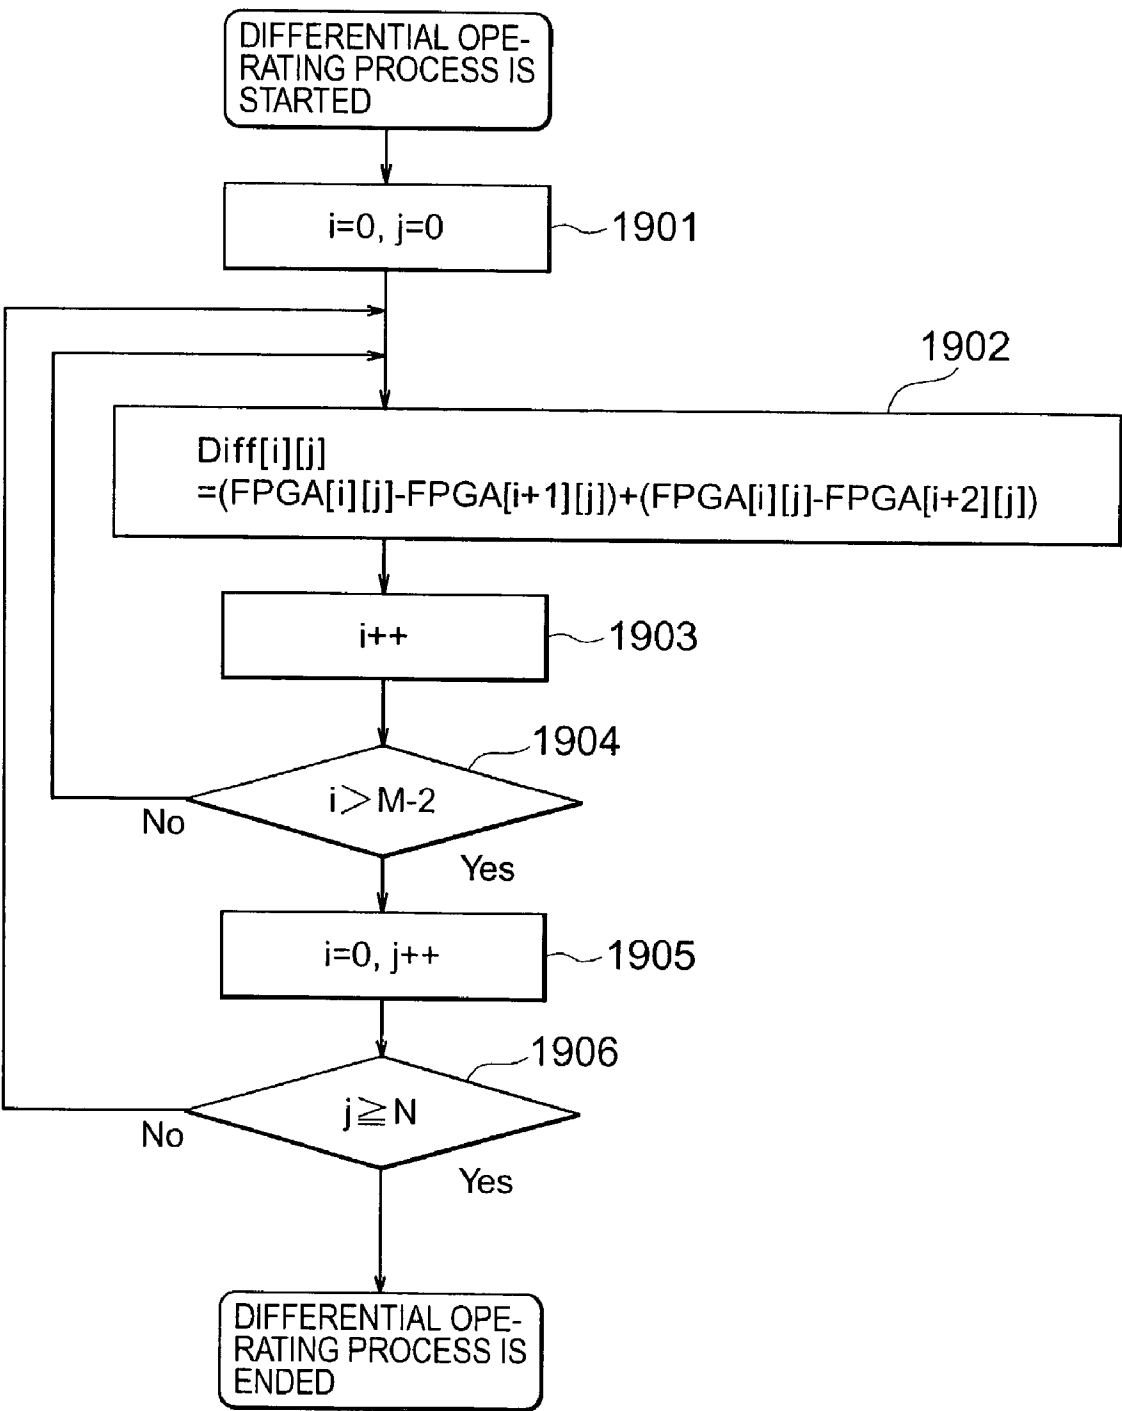 DIFFERENTIAL OPE-
RATING PROCESS IS
STARTED
i=0, j=0
1901
1902
Diff[i][j]
=(FPGA[i][j]-FPGA[i+1][j])+(FPGA[i][j]-FPGA[i+2][j])
i++
1903
1904
i＞M-2
No
Yes
i=0, j++
1905
1906
j≧N
No
Yes
DIFFERENTIAL OPE-
RATING PROCESS IS
ENDED